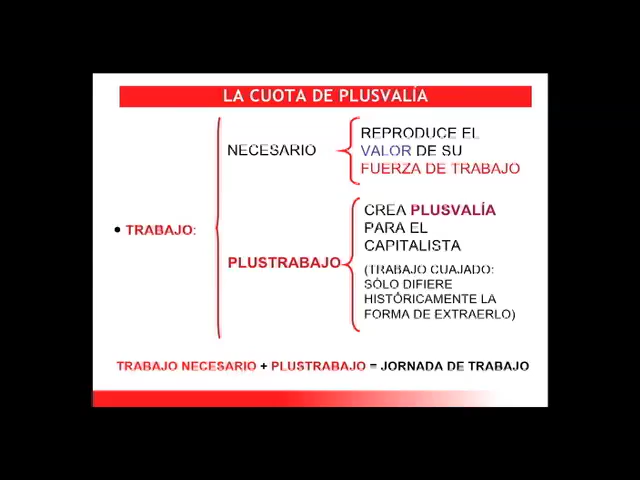 LA CUOTA DE PLUSVALÍA
NECESARIO
REPRODUCE EL
VALOR DE SU
FUERZA DE TRABAJO
• TRABAJO:
PLUSTRABAJO
CREA PLUSVALÍA
PARA EL
CAPITALISTA
(TRABAJO CUAJADO:
SÓLO DIFIERE
HISTÓRICAMENTE LA
FORMA DE EXTRAERLO)
TRABAJO NECESARIO + PLUSTRABAJO = JORNADA DE TRABAJO